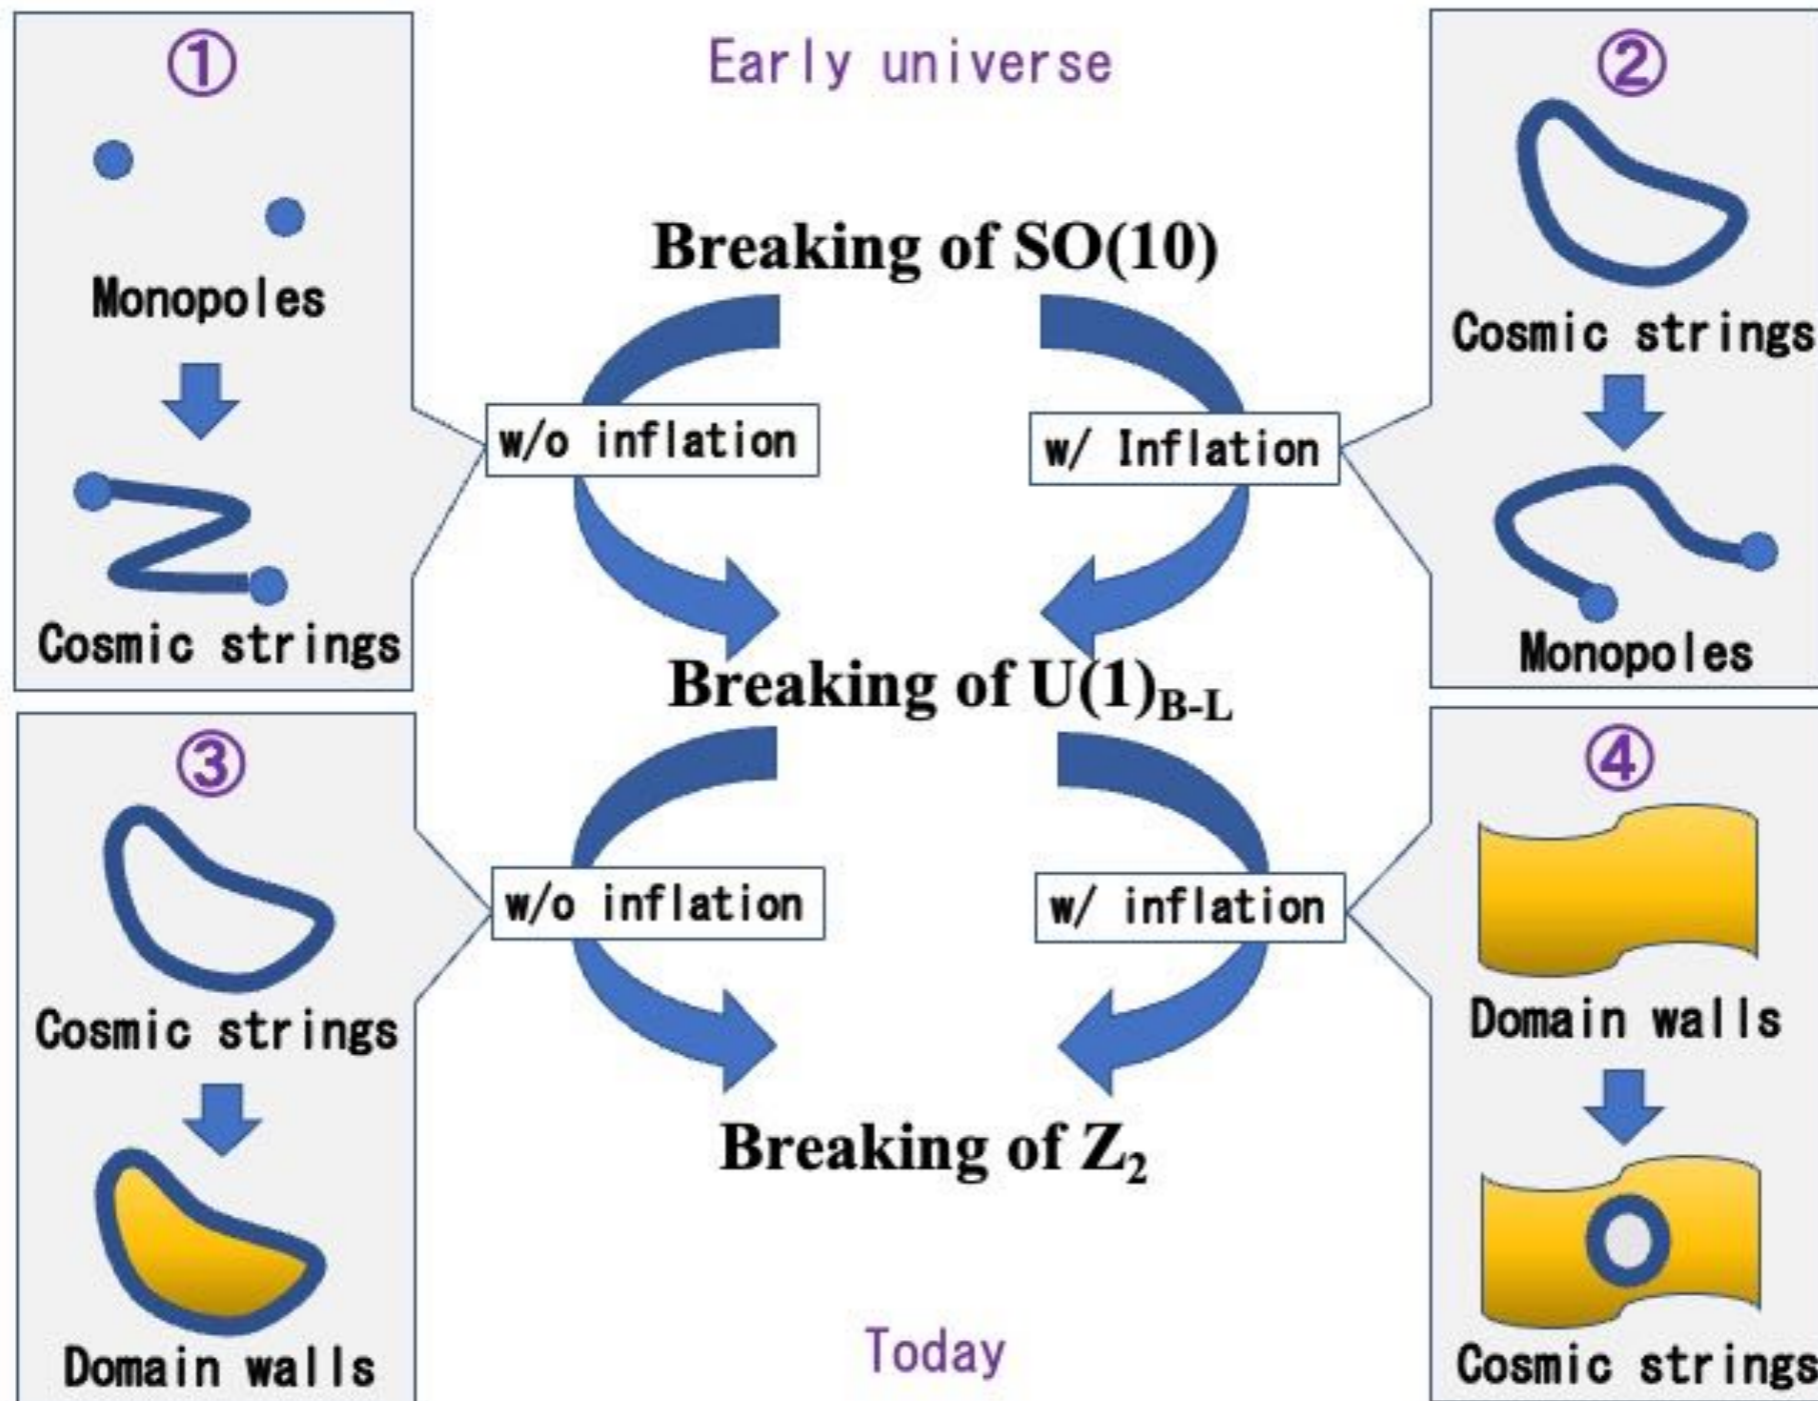 Early universe
①
Monopoles
Cosmic strings
②
Cosmic strings
Monopoles
Breaking of SO(10)
w/o inflation
w/ Inflation
Breaking of U(1)B-L
③
Cosmic strings
Domain walls
④
Domain walls
Cosmic strings
w/o inflation
w/ inflation
Breaking of Z2
Today